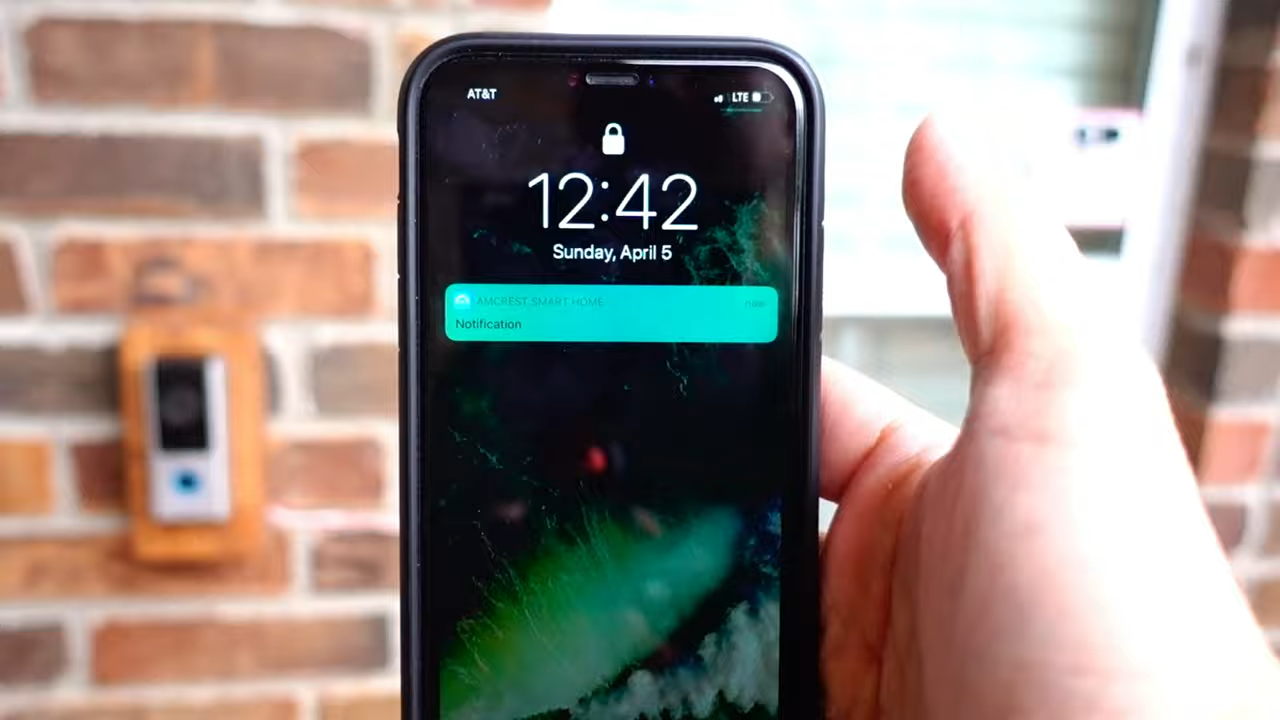 AT&T LTE
12:42
Sunday, April 5
AMCREST SMART HOME now
Notification